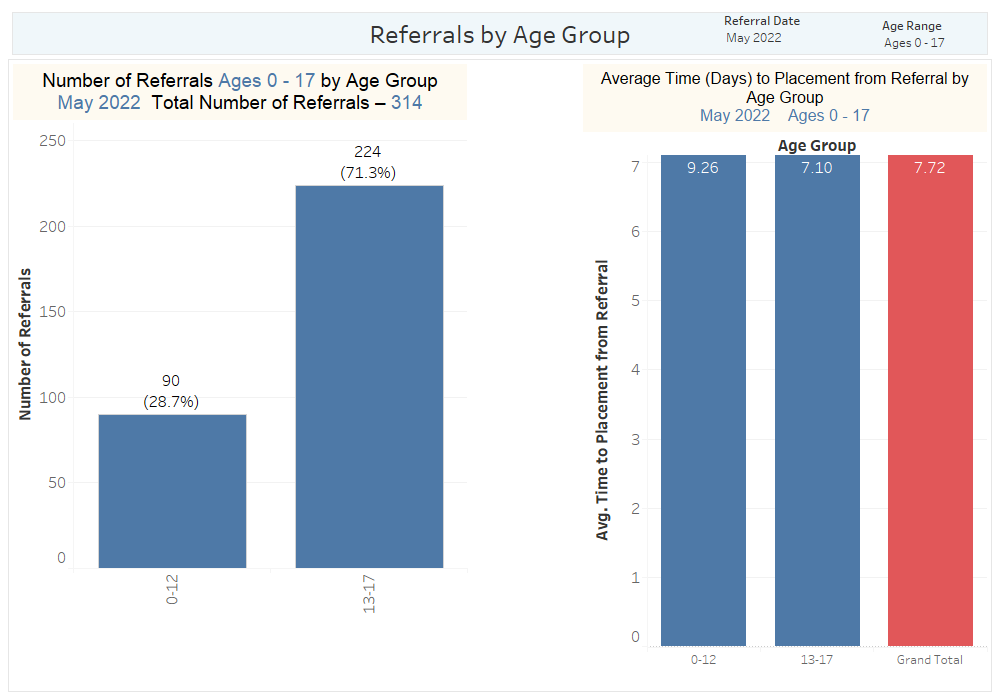 Referrals by Age Group
Referral Date
May 2022
Age Range
Ages 0 - 17
Number of Referrals Ages 0 - 17 by Age Group
May 2022 Total Number of Referrals – 314
250
200
150
100
50
0
Number of Referrals
224
(71.3%)
90
(28.7%)
0-12
13-17
Average Time (Days) to Placement from Referral by
Age Group
May 2022 Ages 0 - 17
Age Group
7
6
5
4
3
2
1
0
Avg. Time to Placement from Referral
9.26
7.10
7.72
0-12
13-17
Grand Total